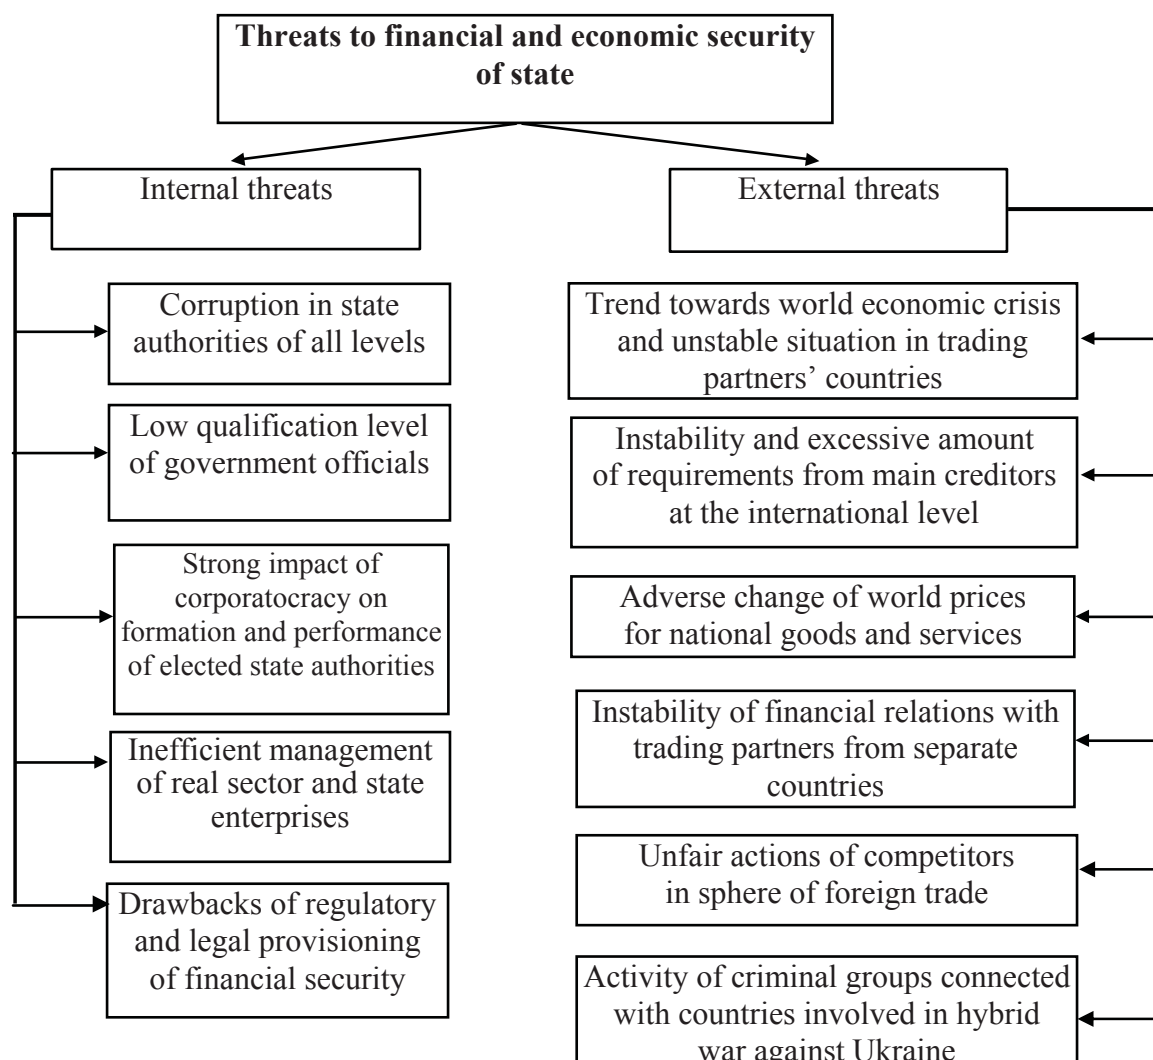 Threats to financial and economic security
of state
Internal threats
External threats
Corruption in state
authorities of all levels
Low qualification level
of government officials
Strong impact of
corporatocracy on
formation and performance
of elected state authorities
Inefficient management
of real sector and state
enterprises
Drawbacks of regulatory
and legal provisioning
of financial security
Trend towards world economic crisis
and unstable situation in trading
partners’ countries
Instability and excessive amount
of requirements from main creditors
at the international level
Adverse change of world prices
for national goods and services
Instability of financial relations with
trading partners from separate
countries
Unfair actions of competitors
in sphere of foreign trade
Activity of criminal groups connected
with countries involved in hybrid
war against Ukraine